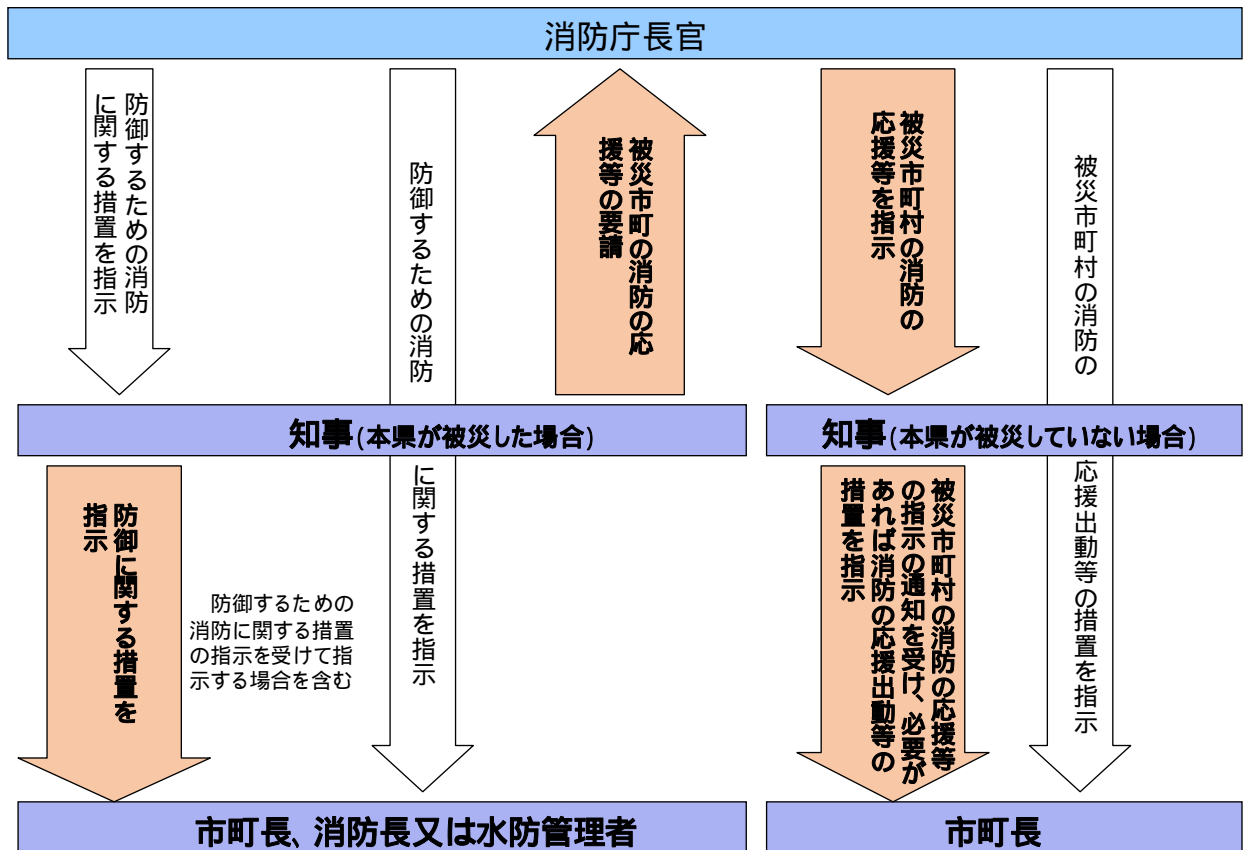 消防庁長官
防御するための消防
に関する措置を指示
防御するための消防
に関する措置を指示
被災市町の消防の応
援等の要請
被災市町村の消防の
応援等を指示
被災市町村の消防の
応援出動等の措置を指示
知事(本県が被災した場合)
知事(本県が被災していない場合)
防御に関する措置を
指示
防御するための
消防に関する措置
の指示を受けて指
示する場合を含む
被災市町村の消防の応援等
の指示の通知を受け、必要が
あれば消防の応援出動等の
措置を指示
市町長、消防長又は水防管理者
市町長